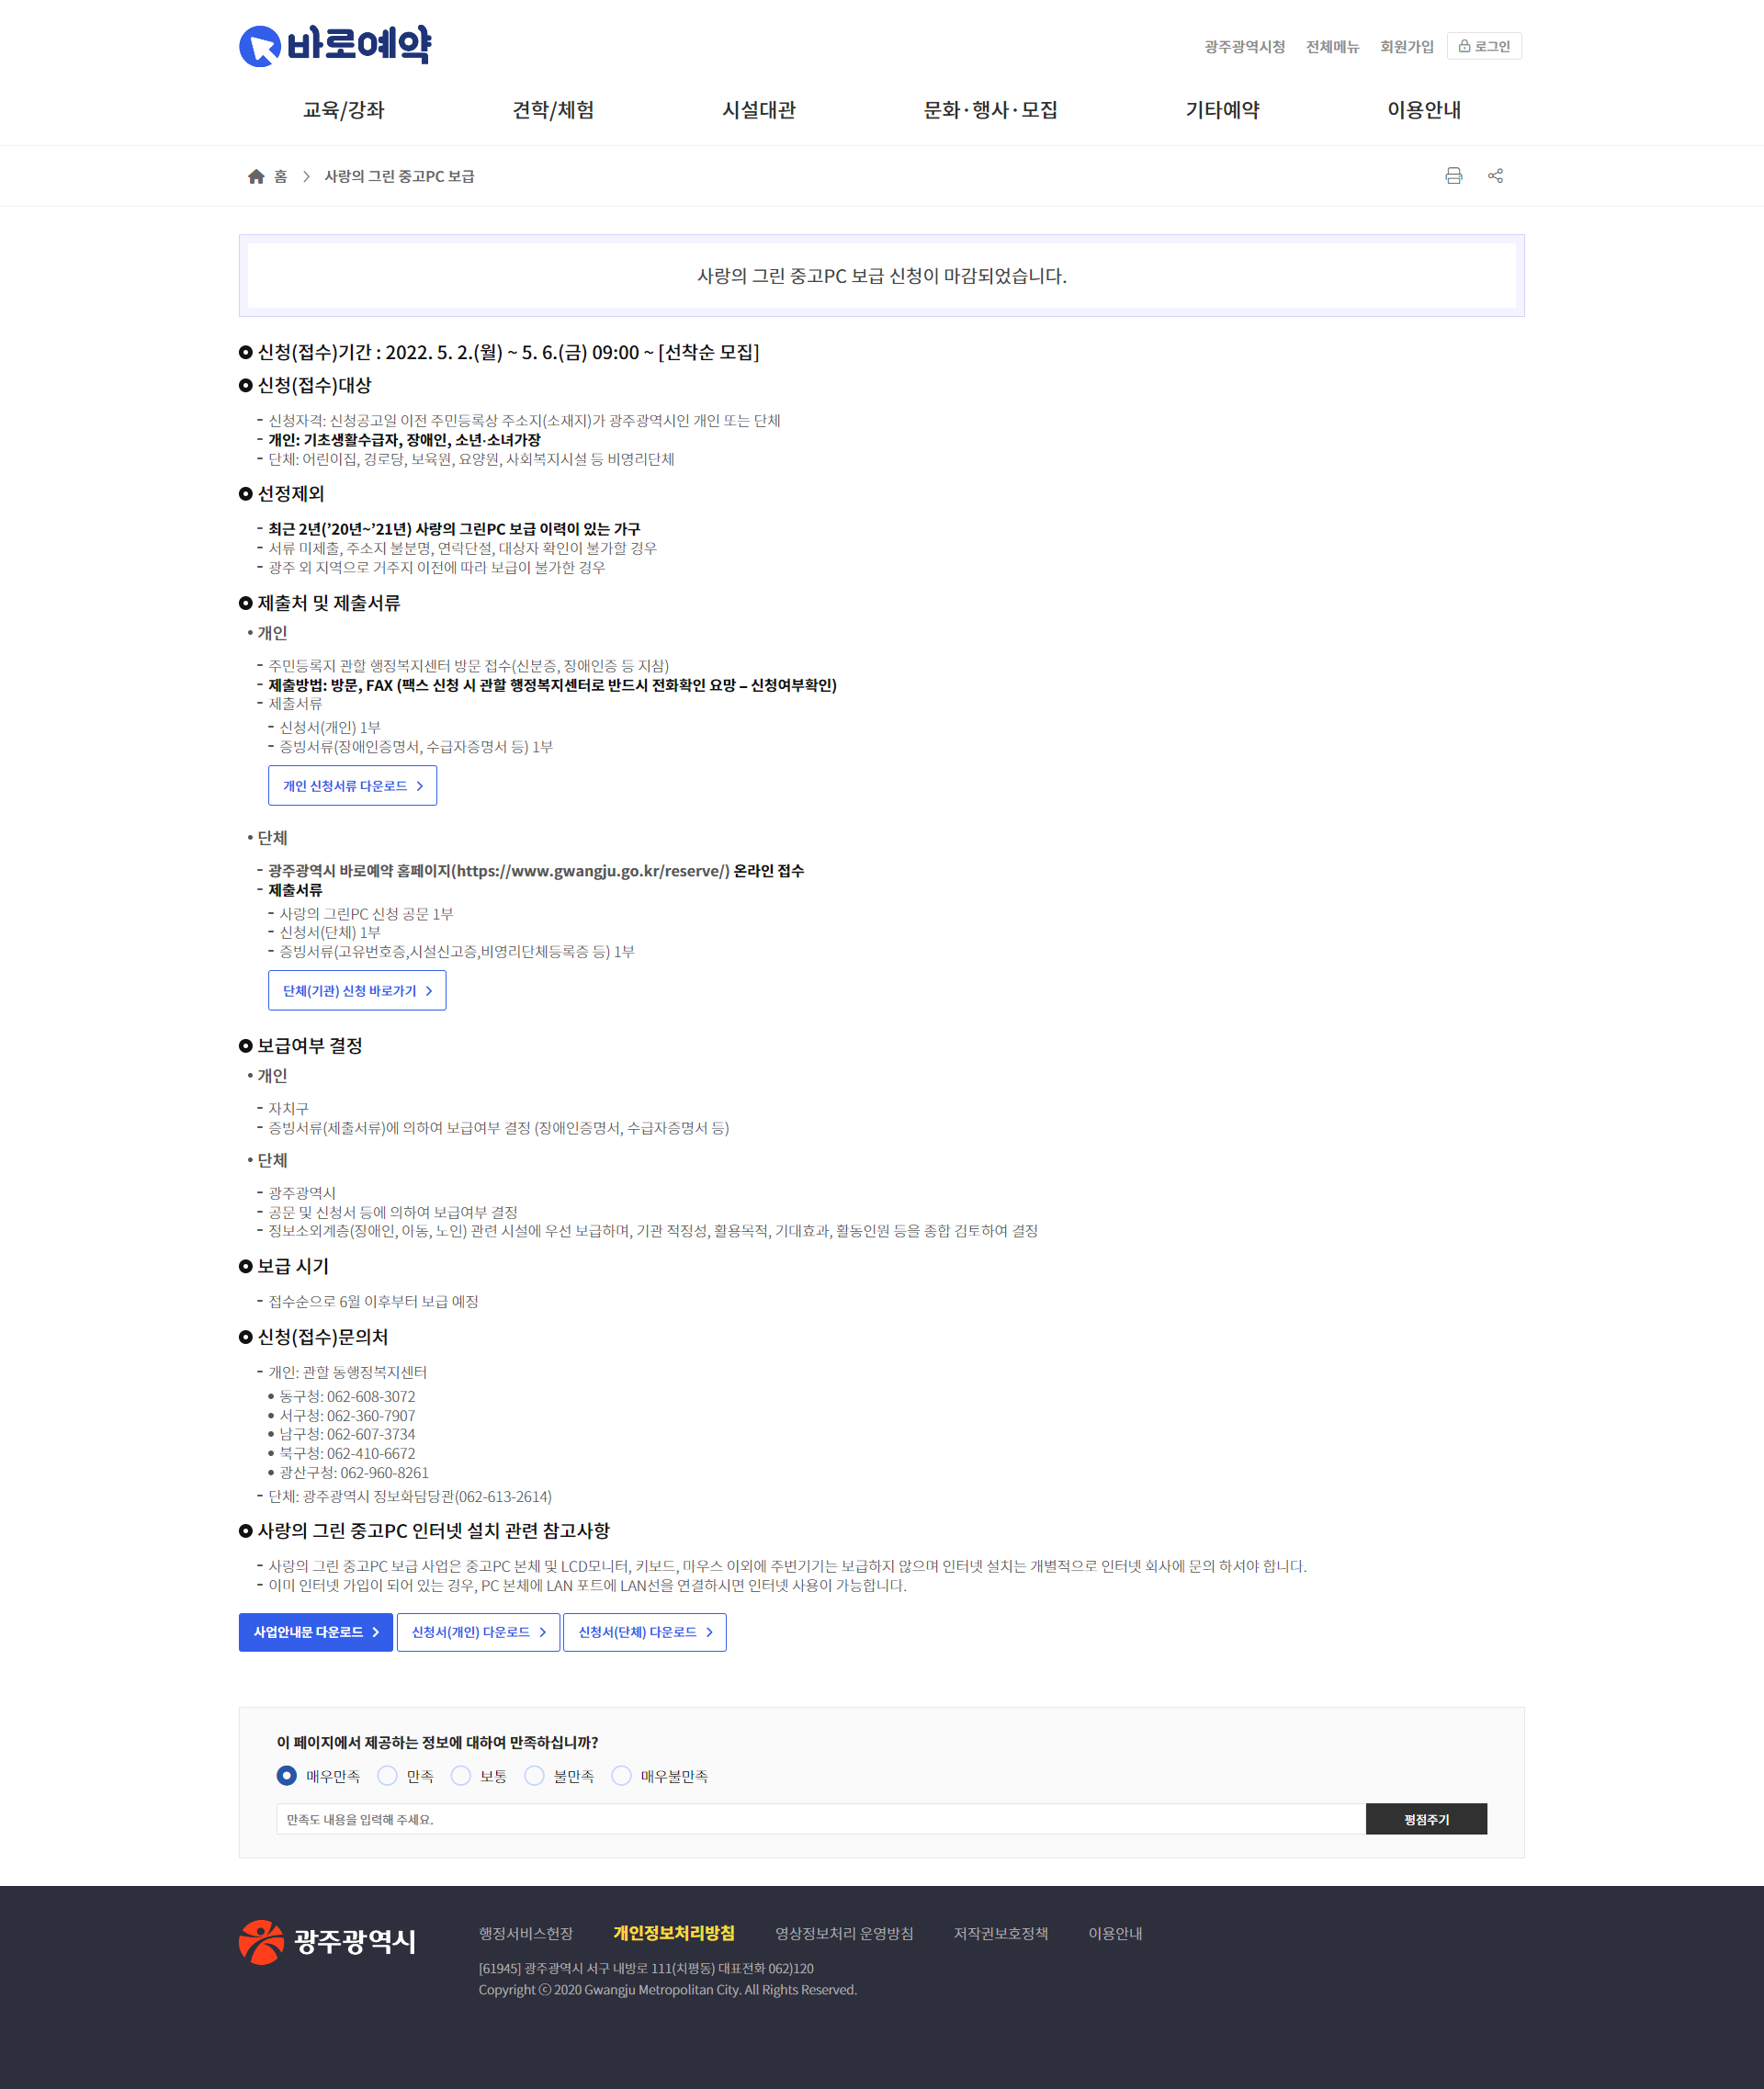 바로예약
광주광역시청 전체메뉴 회원가입 로그인
교육/강좌 견학/체험 시설대관 문화·행사·모집 기타예약 이용안내
홈 사랑의 그린 중고PC 보급
사랑의 그린 중고PC 보급 신청이 마감되었습니다.
신청(접수)기간 : 2022. 5. 2.(월) ~ 5. 6.(금) 09:00 ~ [선착순 모집]
신청(접수)대상
- 신청자격: 신청공고일 이전 주민등록상 주소지(소재지)가 광주광역시인 개인 또는 단체
- 개인: 기초생활수급자, 장애인, 소년·소녀가장
- 단체: 어린이집, 경로당, 보육원, 요양원, 사회복지시설 등 비영리단체
선정제외
- 최근 2년(’20년~’21년) 사랑의 그린PC 보급 이력이 있는 가구
- 서류 미제출, 주소지 불분명, 연락단절, 대상자 확인이 불가할 경우
- 광주 외 지역으로 거주지 이전에 따라 보급이 불가한 경우
제출처 및 제출서류
• 개인
- 주민등록지 관할 행정복지센터 방문 접수(신분증, 장애인증 등 지참)
- 제출방법: 방문, FAX (팩스 신청 시 관할 행정복지센터로 반드시 전화확인 요망 – 신청여부확인)
- 제출서류
- 신청서(개인) 1부
- 증빙서류(장애인증명서, 수급자증명서 등) 1부
개인 신청서류 다운로드
• 단체
- 광주광역시 바로예약 홈페이지(https://www.gwangju.go.kr/reserve/) 온라인 접수
- 제출서류
- 사랑의 그린PC 신청 공문 1부
- 신청서(단체) 1부
- 증빙서류(고유번호증,시설신고증,비영리단체등록증 등) 1부
단체(기관) 신청 바로가기
보급여부 결정
• 개인
- 자치구
- 증빙서류(제출서류)에 의하여 보급여부 결정 (장애인증명서, 수급자증명서 등)
• 단체
- 광주광역시
- 공문 및 신청서 등에 의하여 보급여부 결정
- 정보소외계층(장애인, 아동, 노인) 관련 시설에 우선 보급하며, 기관 적정성, 활용목적, 기대효과, 활동인원 등을 종합 검토하여 결정
보급 시기
- 접수순으로 6월 이후부터 보급 예정
신청(접수)문의처
- 개인: 관할 동행정복지센터
• 동구청: 062-608-3072
• 서구청: 062-360-7907
• 남구청: 062-607-3734
• 북구청: 062-410-6672
• 광산구청: 062-960-8261
- 단체: 광주광역시 정보화담당관(062-613-2614)
사랑의 그린 중고PC 인터넷 설치 관련 참고사항
- 사랑의 그린 중고PC 보급 사업은 중고PC 본체 및 LCD모니터, 키보드, 마우스 이외에 주변기기는 보급하지 않으며 인터넷 설치는 개별적으로 인터넷 회사에 문의 하셔야 합니다.
- 이미 인터넷 가입이 되어 있는 경우, PC 본체에 LAN 포트에 LAN선을 연결하시면 인터넷 사용이 가능합니다.
사업안내문 다운로드 신청서(개인) 다운로드 신청서(단체) 다운로드
이 페이지에서 제공하는 정보에 대하여 만족하십니까?
매우만족 만족 보통 불만족 매우불만족
만족도 내용을 입력해 주세요. 평점주기
광주광역시
행정서비스헌장 개인정보처리방침 영상정보처리 운영방침 저작권보호정책 이용안내
[61945] 광주광역시 서구 내방로 111(치평동) 대표전화 062)120
Copyright ⓒ 2020 Gwangju Metropolitan City. All Rights Reserved.